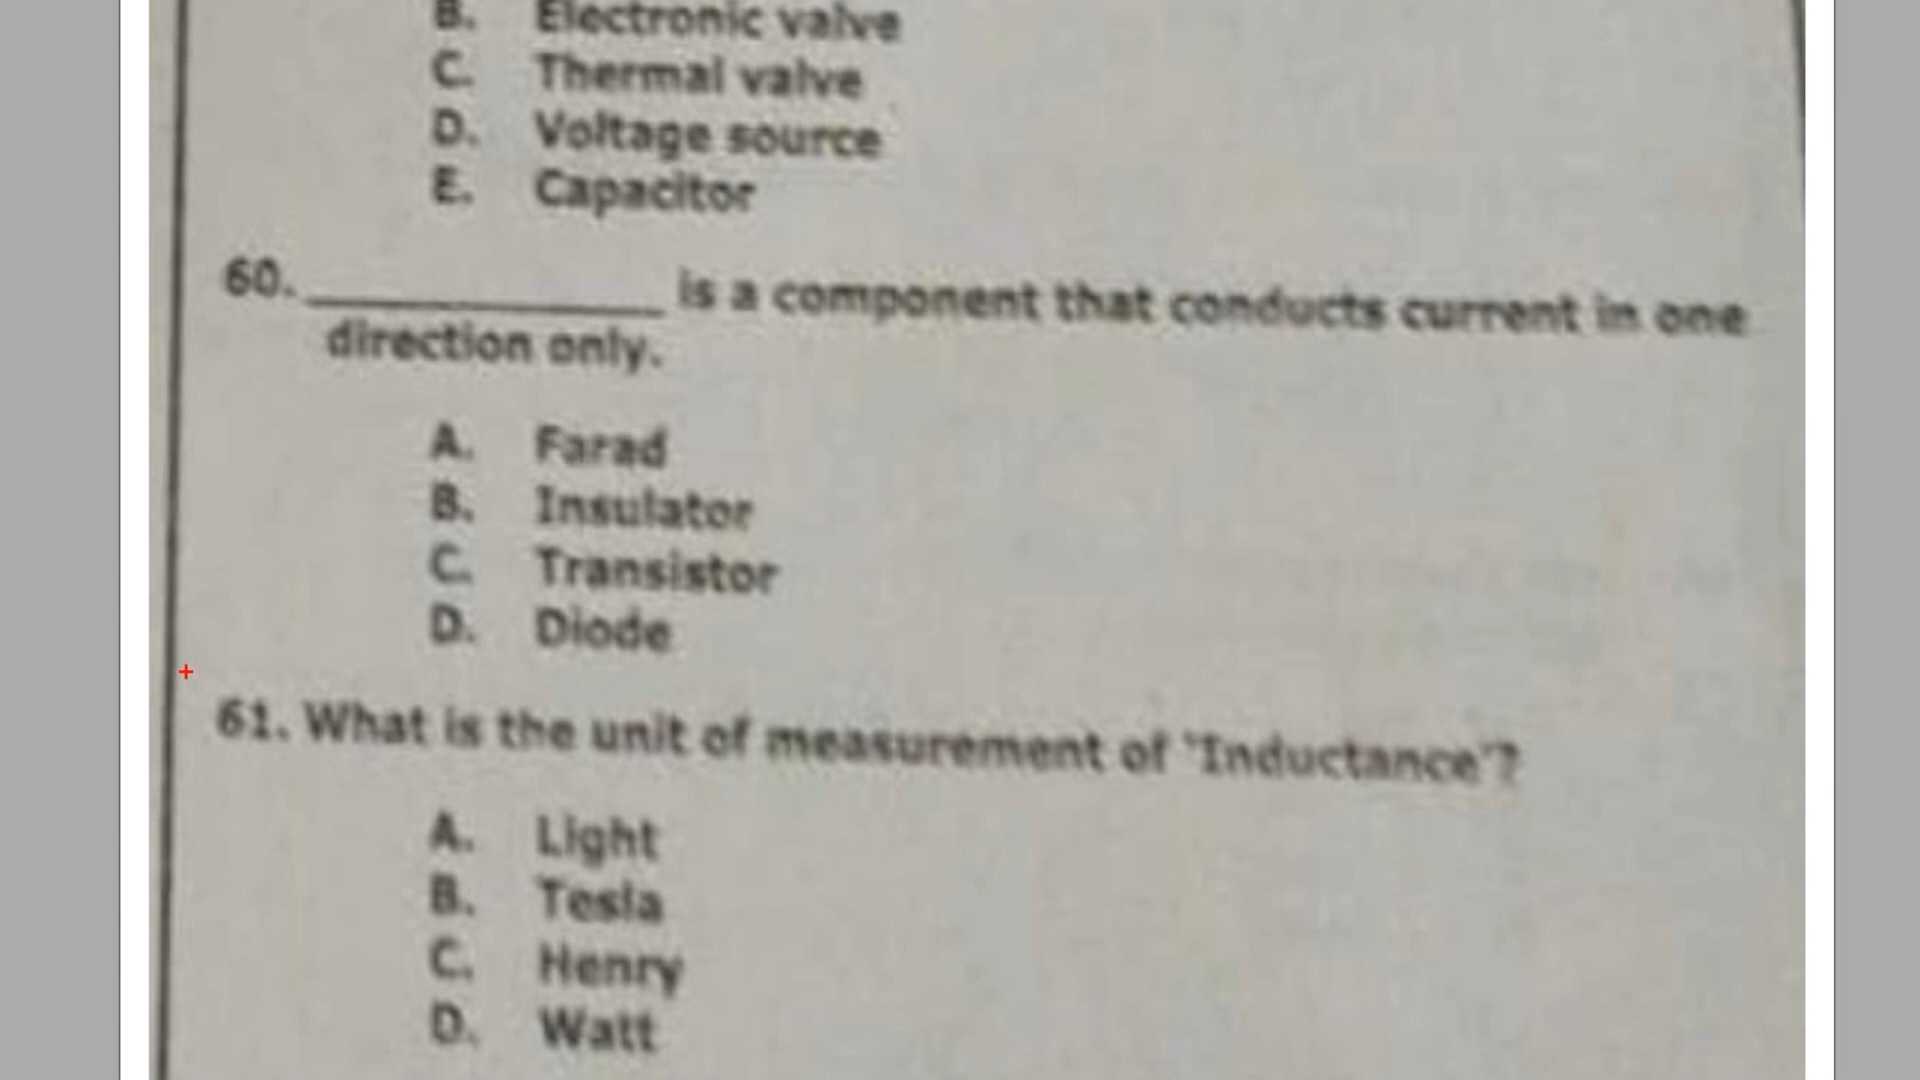 B. Electronic valve
C. Thermal valve
D. Voltage source
E. Capacitor
60. ____________ is a component that conducts current in one
direction only.
A. Farad
B. Insulator
C. Transistor
D. Diode
61. What is the unit of measurement of 'Inductance'?
A. Light
B. Tesla
C. Henry
D. Watt